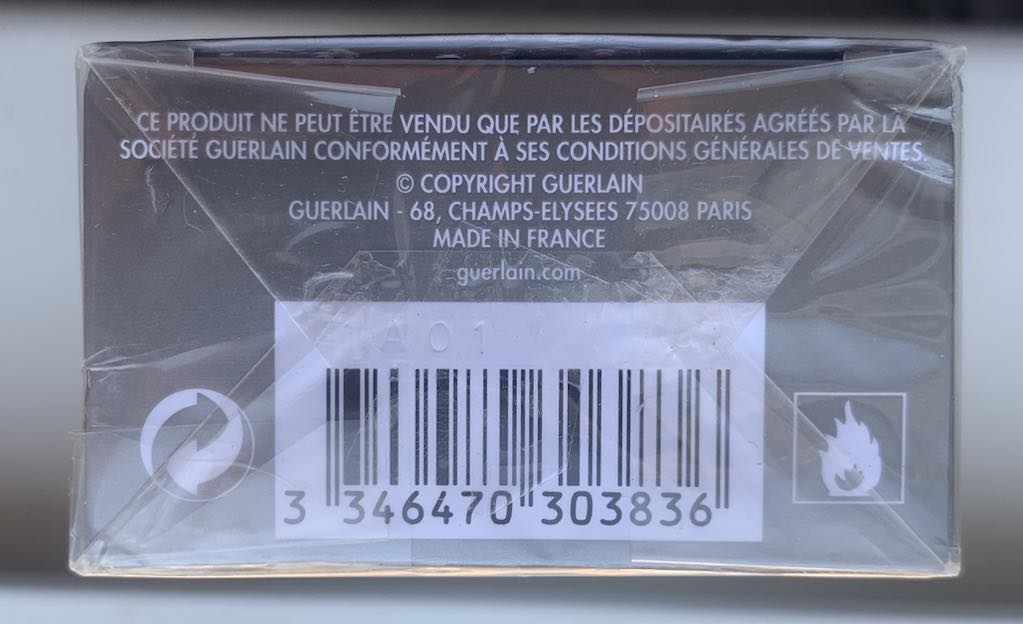 CE PRODUIT NE PEUT ÊTRE VENDU QUE PAR LES DÉPOSITAIRES AGRÉÉS PAR LA
SOCIÉTÉ GUERLAIN CONFORMÉMENT À SES CONDITIONS GÉNÉRALES DE VENTES.
© COPYRIGHT GUERLAIN
GUERLAIN - 68, CHAMPS-ELYSEES 75008 PARIS
MADE IN FRANCE
guerlain.com
3 346470 303836